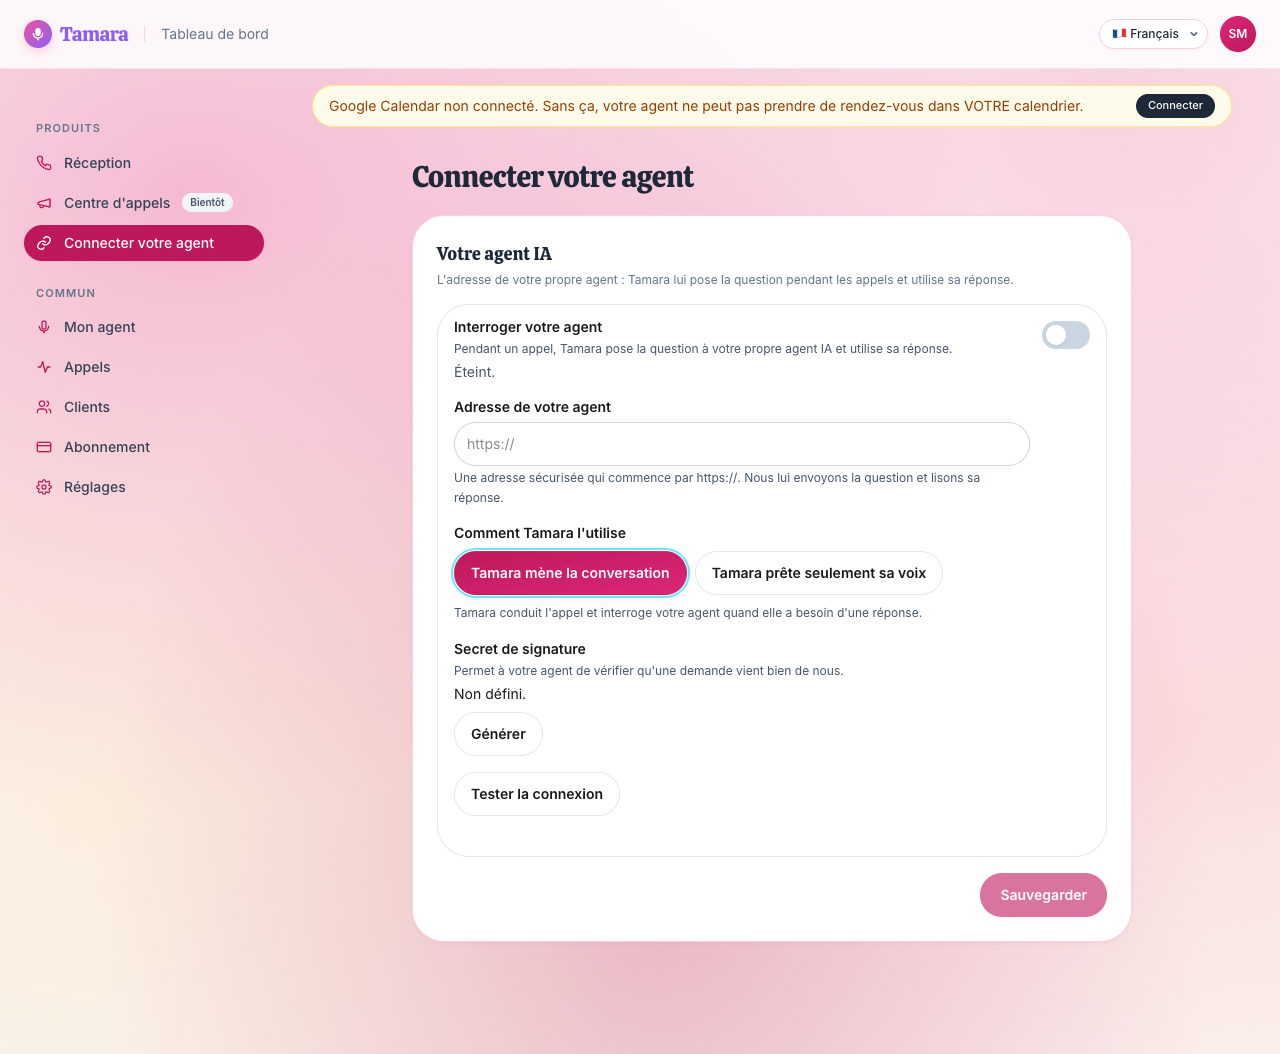 Tamara
Tableau de bord
Français
SM
Google Calendar non connecté. Sans ça, votre agent ne peut pas prendre de rendez-vous dans VOTRE calendrier.
Connecter
PRODUITS
Réception
Centre d'appels
Bientôt
Connecter votre agent
COMMUN
Mon agent
Appels
Clients
Abonnement
Réglages
Connecter votre agent
Votre agent IA
L'adresse de votre propre agent : Tamara lui pose la question pendant les appels et utilise sa réponse.
Interroger votre agent
Pendant un appel, Tamara pose la question à votre propre agent IA et utilise sa réponse.
Éteint.
Adresse de votre agent
https://
Une adresse sécurisée qui commence par https://. Nous lui envoyons la question et lisons sa
réponse.
Comment Tamara l'utilise
Tamara mène la conversation
Tamara prête seulement sa voix
Tamara conduit l'appel et interroge votre agent quand elle a besoin d'une réponse.
Secret de signature
Permet à votre agent de vérifier qu'une demande vient bien de nous.
Non défini.
Générer
Tester la connexion
Sauvegarder